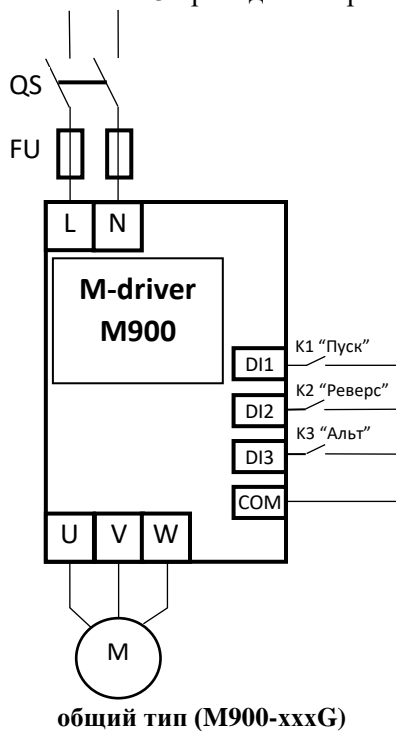 QS
FU
L N
M-driver
M900
K1 “Пуск”
DI1
K2 “Реверс”
DI2
K3 “Альт”
DI3
COM
U V W
M
общий тип (M900-xxxG)